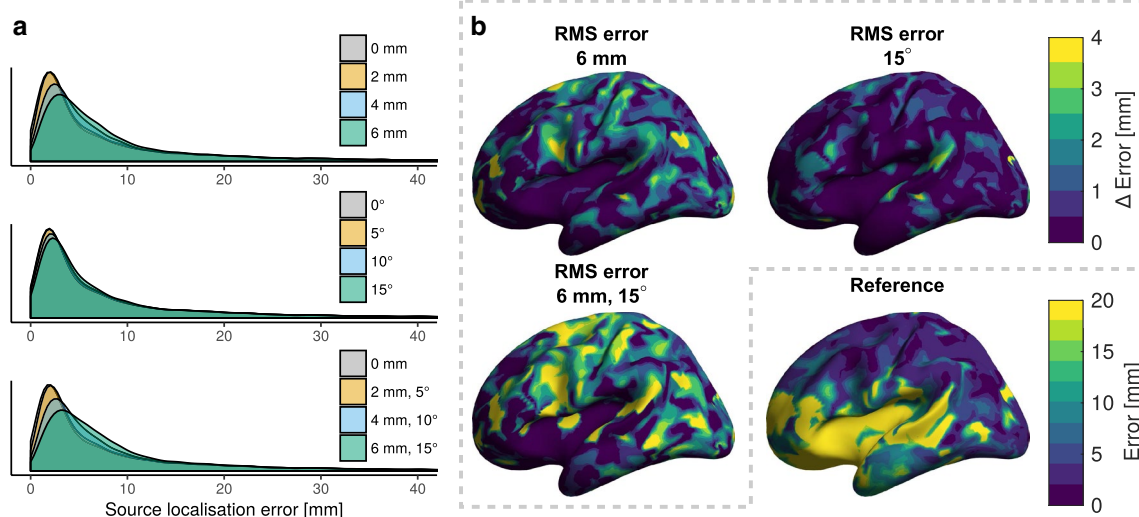 a
0 mm
2 mm
4 mm
6 mm
0 10 20 30 40
0°
5°
10°
15°
0 10 20 30 40
0 mm
2 mm, 5°
4 mm, 10°
6 mm, 15°
0 10 20 30 40
Source localisation error [mm]
b
RMS error
6 mm
RMS error
15°
4
3
2
1
0
Δ Error [mm]
RMS error
6 mm, 15°
Reference
20
15
10
5
0
Error [mm]